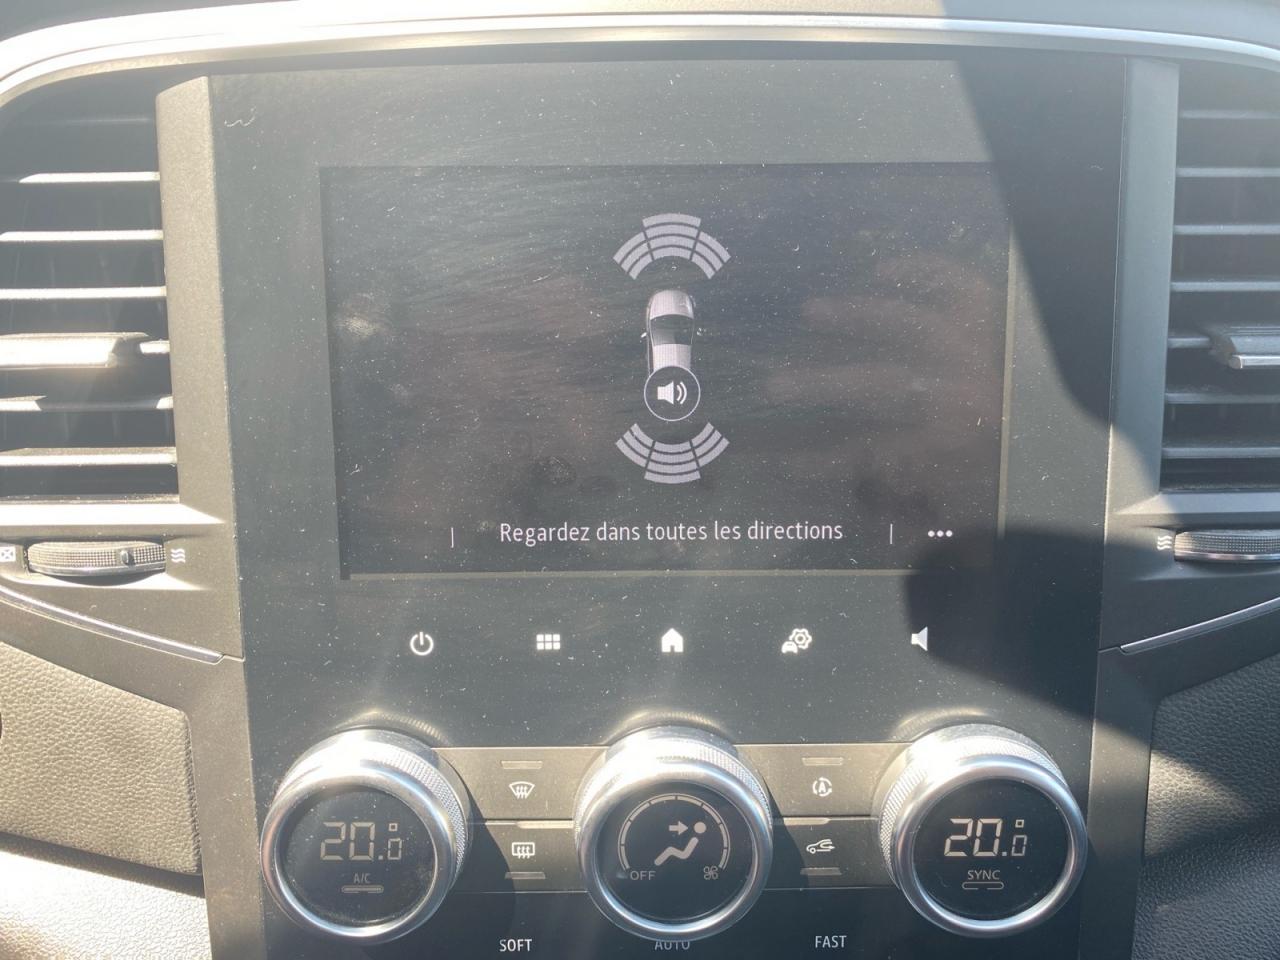 Regardez dans toutes les directions
20.0
A/C
OFF
20.0
SYNC
SOFT
AUTO
FAST